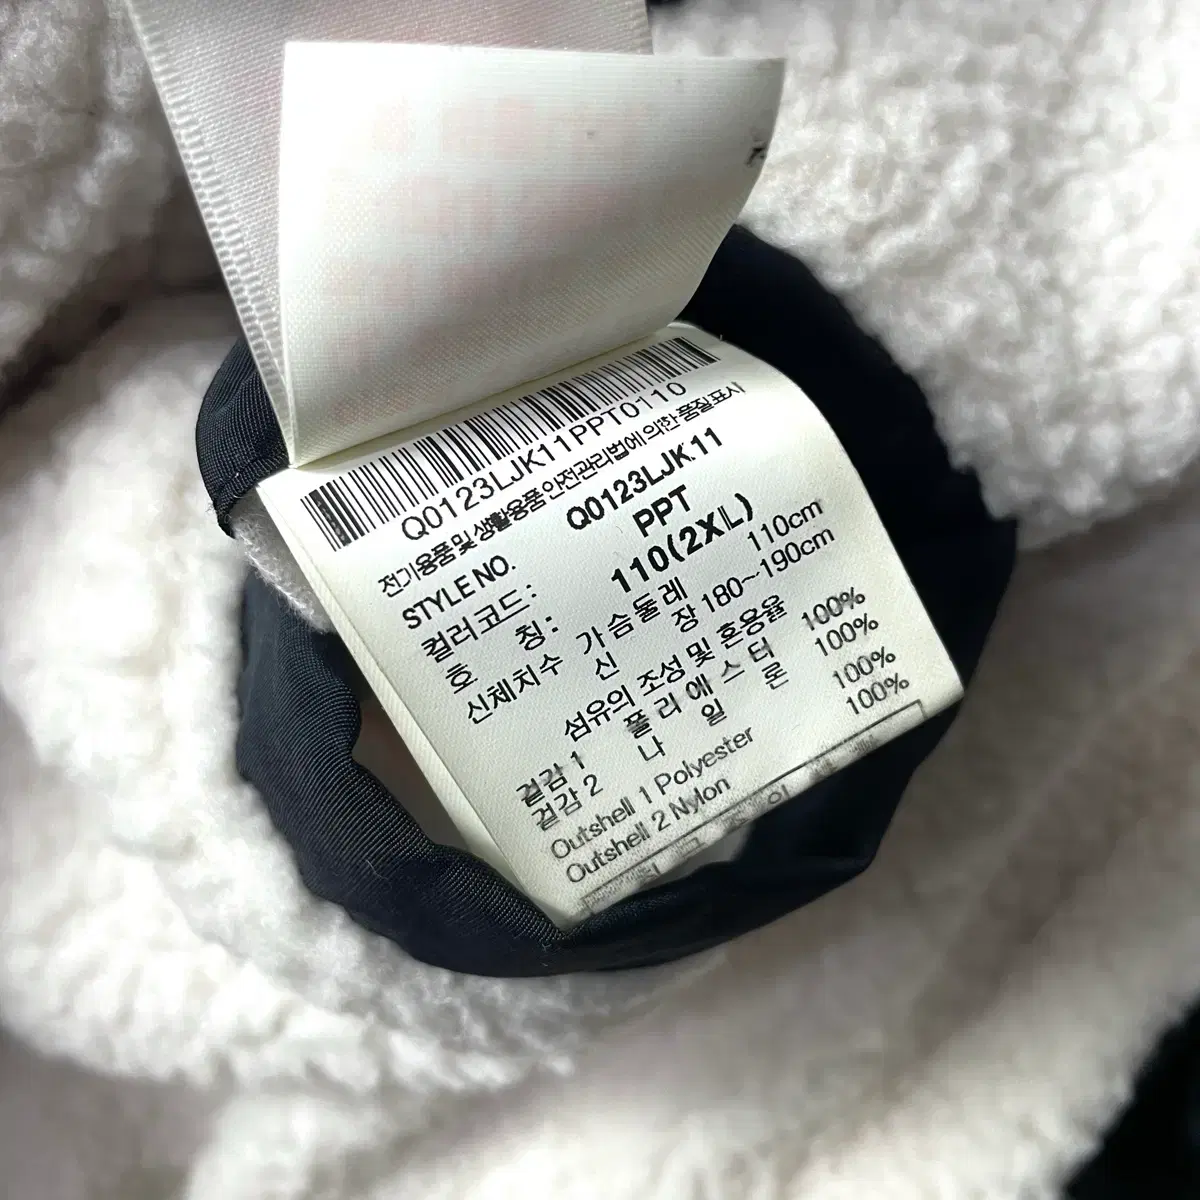 Q0123LJK11PPT0110
전기용품 및 생활용품 안전관리법에 의한 품질표시
STYLE NO. Q0123LJK11
컬러코드: PPT
호 칭: 110(2XL)
신체치수 가슴둘레 110cm
신 장 180~190cm
섬유의 조성 및 혼용율
겉감 1 폴리에스터 100%
겉감 2 나 일 론 100%
Outshell 1 Polyester 100%
Outshell 2 Nylon 100%